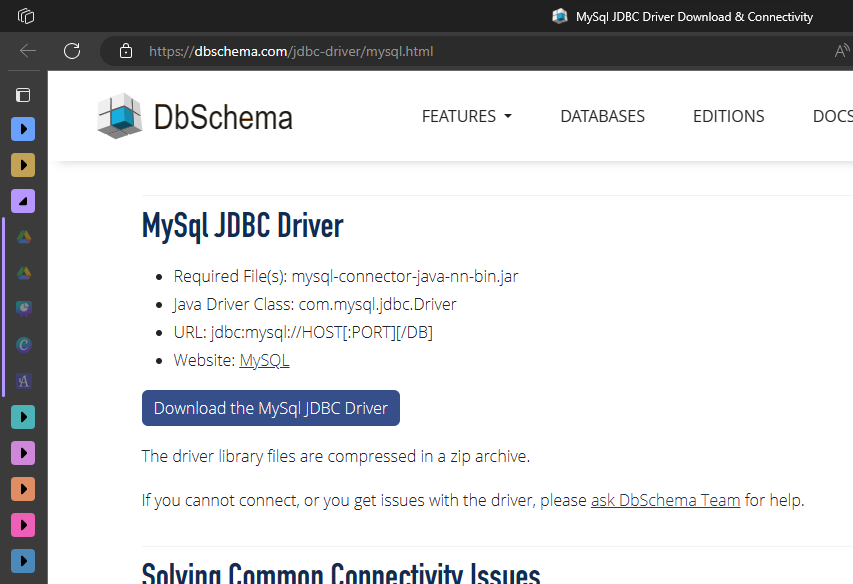 MySql JDBC Driver Download & Connectivity
https://dbschema.com/jdbc-driver/mysql.html
DbSchema
FEATURES
DATABASES
EDITIONS
DOCS
MySql JDBC Driver
Required File(s): mysql-connector-java-nn-bin.jar
Java Driver Class: com.mysql.jdbc.Driver
URL: jdbc:mysql://HOST[:PORT][/DB]
Website: MySQL
Download the MySql JDBC Driver
The driver library files are compressed in a zip archive.
If you cannot connect, or you get issues with the driver, please ask DbSchema Team for help.
Solving Common Connectivity Issues